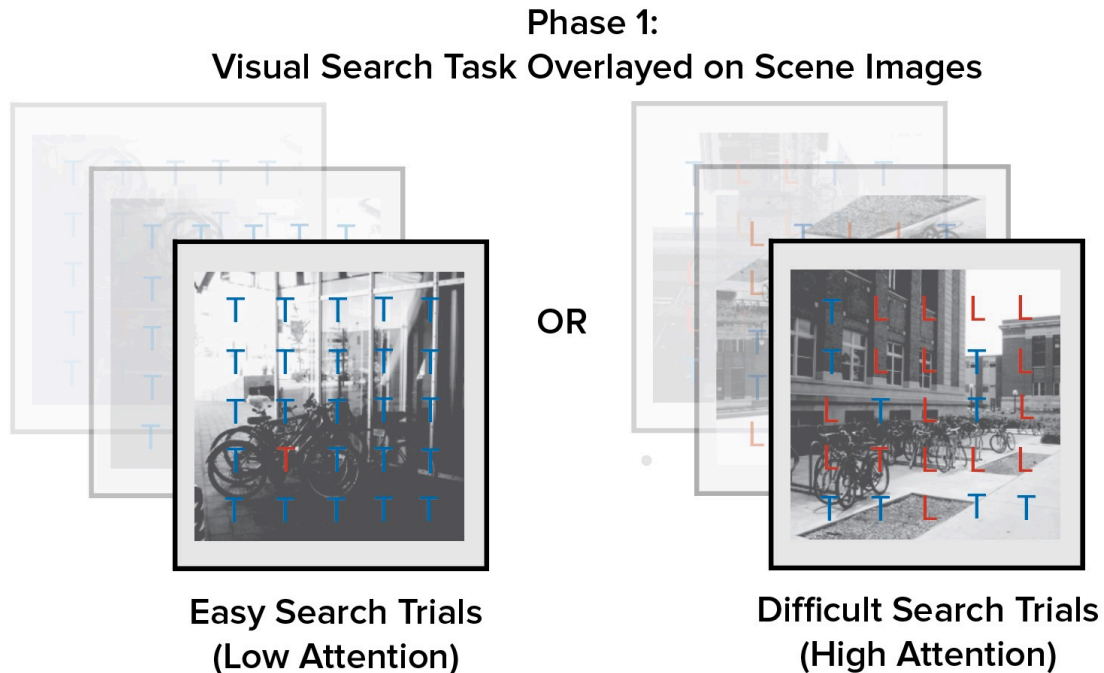 Phase 1:
Visual Search Task Overlayed on Scene Images
T T T T T
T T T T T
T T T T T
T T T T T
T T T T T
OR
T L L L L
T L L T L
L T L T L
L T L L L
T T L T T
Easy Search Trials
(Low Attention)
Difficult Search Trials
(High Attention)